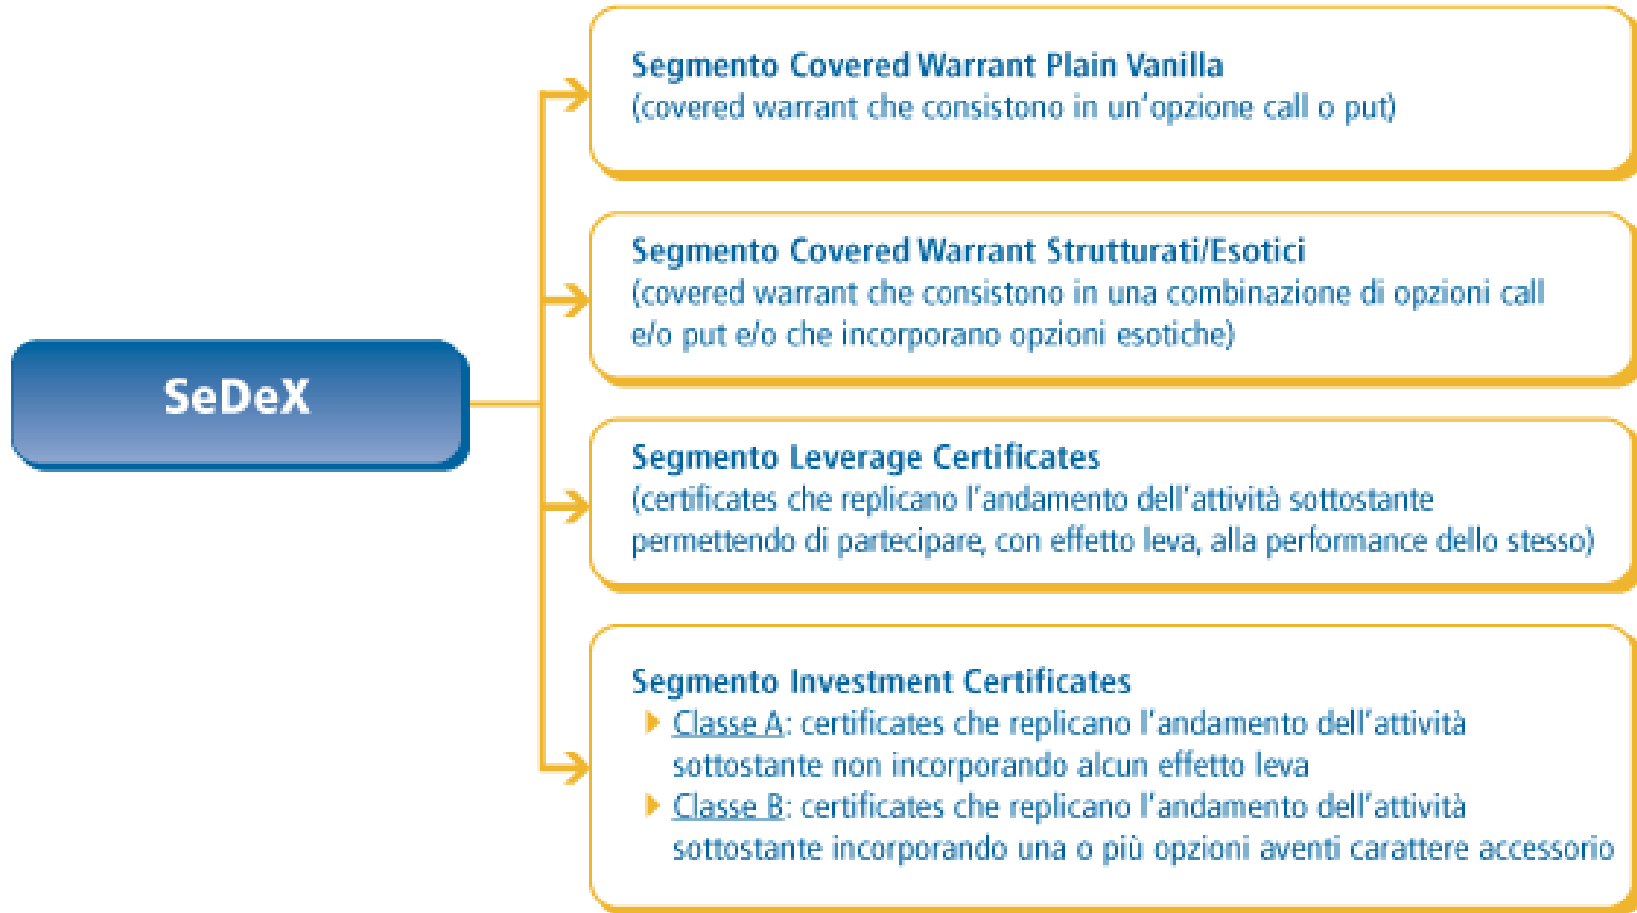 SeDeX
Segmento Covered Warrant Plain Vanilla
(covered warrant che consistono in un'opzione call o put)
Segmento Covered Warrant Strutturati/Esotici
(covered warrant che consistono in una combinazione di opzioni call
e/o put e/o che incorporano opzioni esotiche)
Segmento Leverage Certificates
(certificates che replicano l'andamento dell'attività sottostante
permettendo di partecipare, con effetto leva, alla performance dello stesso)
Segmento Investment Certificates
Classe A: certificates che replicano l'andamento dell'attività
sottostante non incorporando alcun effetto leva
Classe B: certificates che replicano l'andamento dell'attività
sottostante incorporando una o più opzioni aventi carattere accessorio